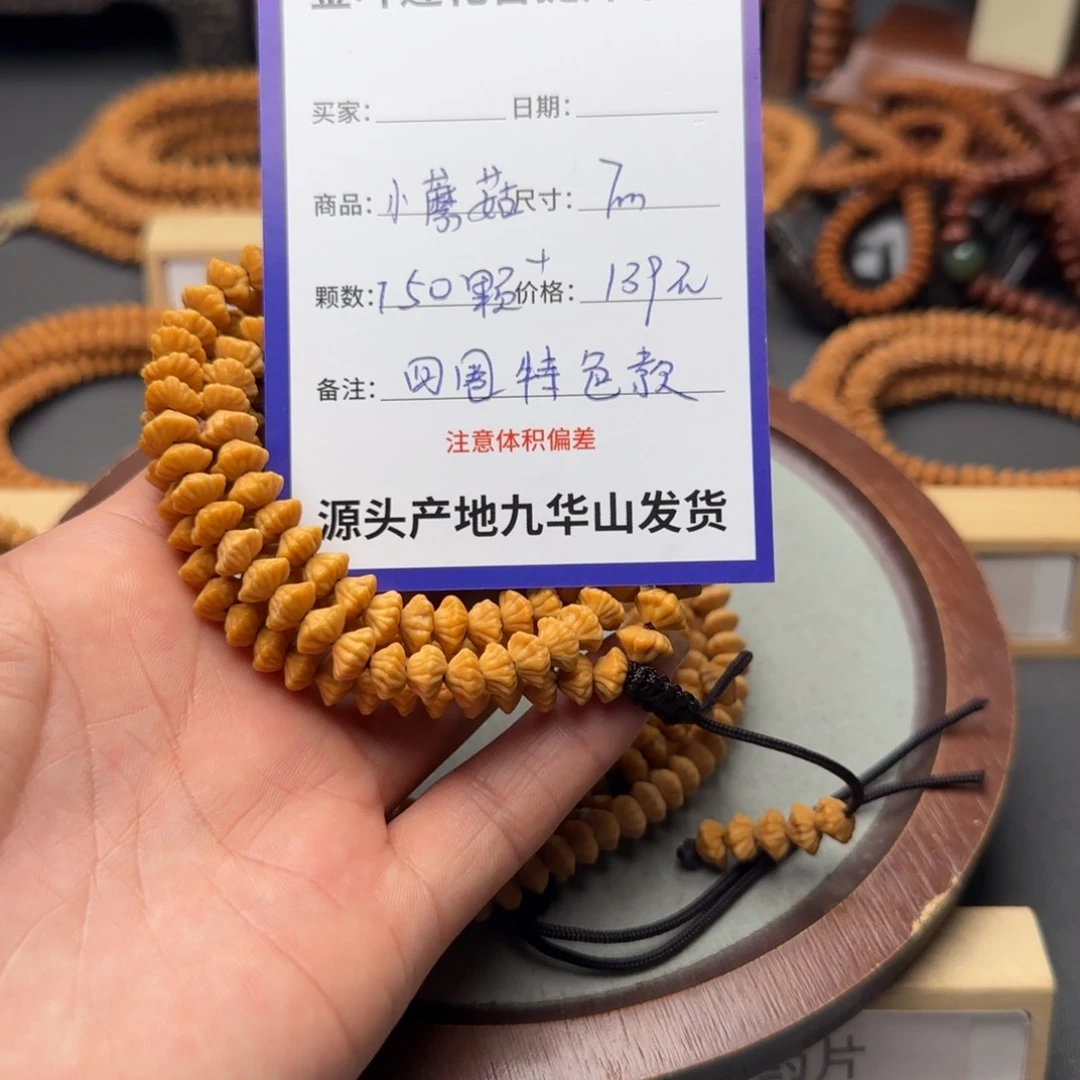 买家： 日期：
商品：小蘑菇 尺寸：7m
颗数：150颗+ 价格：139元
备注：四圈特色款
注意体积偏差
源头产地九华山发货
片